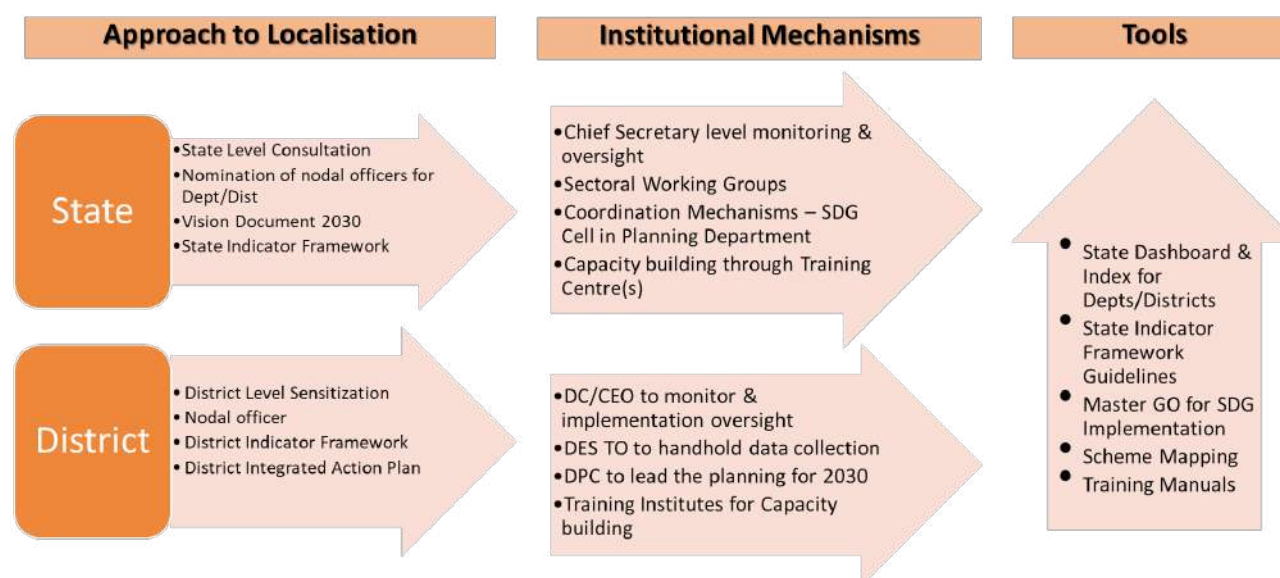 Approach to Localisation
Institutional Mechanisms
Tools
State
•State Level Consultation
•Nomination of nodal officers for
Dept/Dist
•Vision Document 2030
•State Indicator Framework
•Chief Secretary level monitoring &
oversight
•Sectoral Working Groups
•Coordination Mechanisms – SDG
Cell in Planning Department
•Capacity building through Training
Centre(s)
District
• District Level Sensitization
• Nodal officer
• District Indicator Framework
• District Integrated Action Plan
•DC/CEO to monitor &
implementation oversight
•DES TO to handhold data collection
•DPC to lead the planning for 2030
•Training Institutes for Capacity
building
• State Dashboard &
Index for
Depts/Districts
• State Indicator
Framework
Guidelines
• Master GO for SDG
Implementation
• Scheme Mapping
• Training Manuals